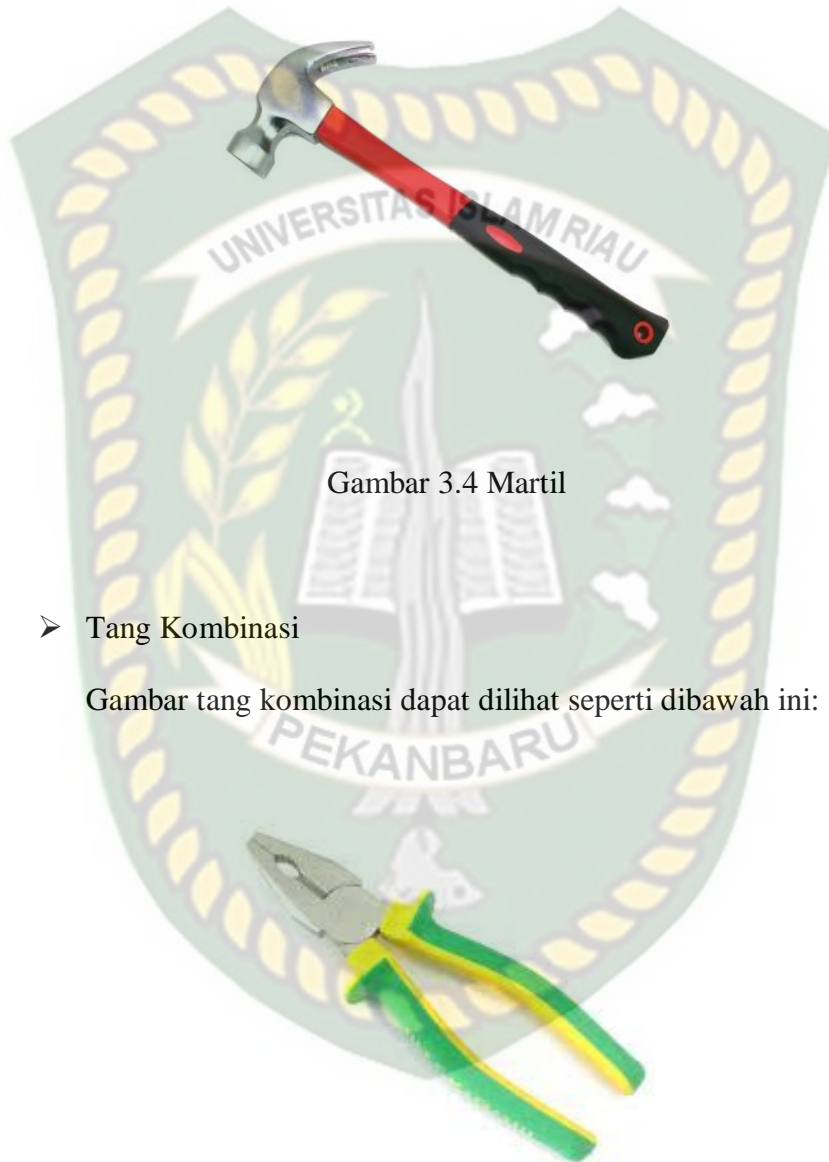 UNIVERSITAS ISLAM RIAU
Gambar 3.4 Martil
➢ Tang Kombinasi
Gambar tang kombinasi dapat dilihat seperti dibawah ini:
PEKANBARU